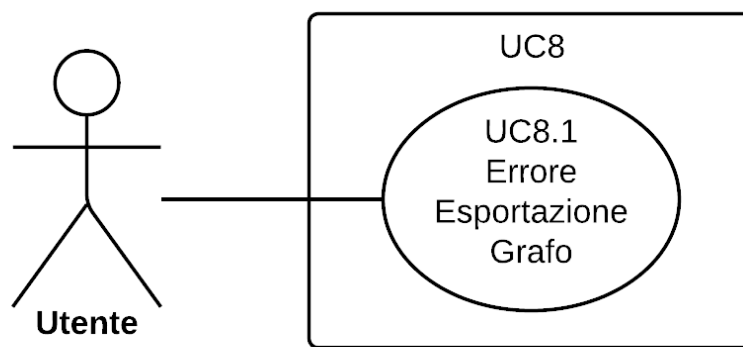 UC8
UC8.1
Errore
Esportazione
Grafo
Utente